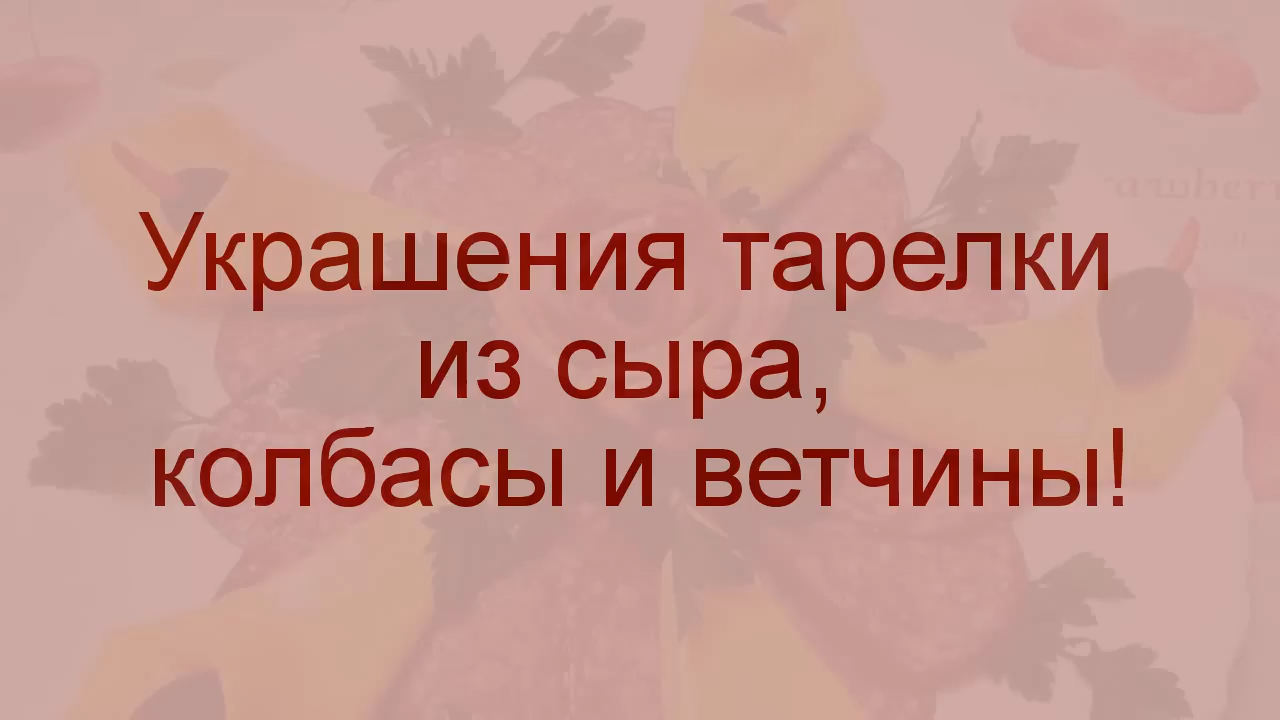 Украшения тарелки
из сыра,
колбасы и ветчины!